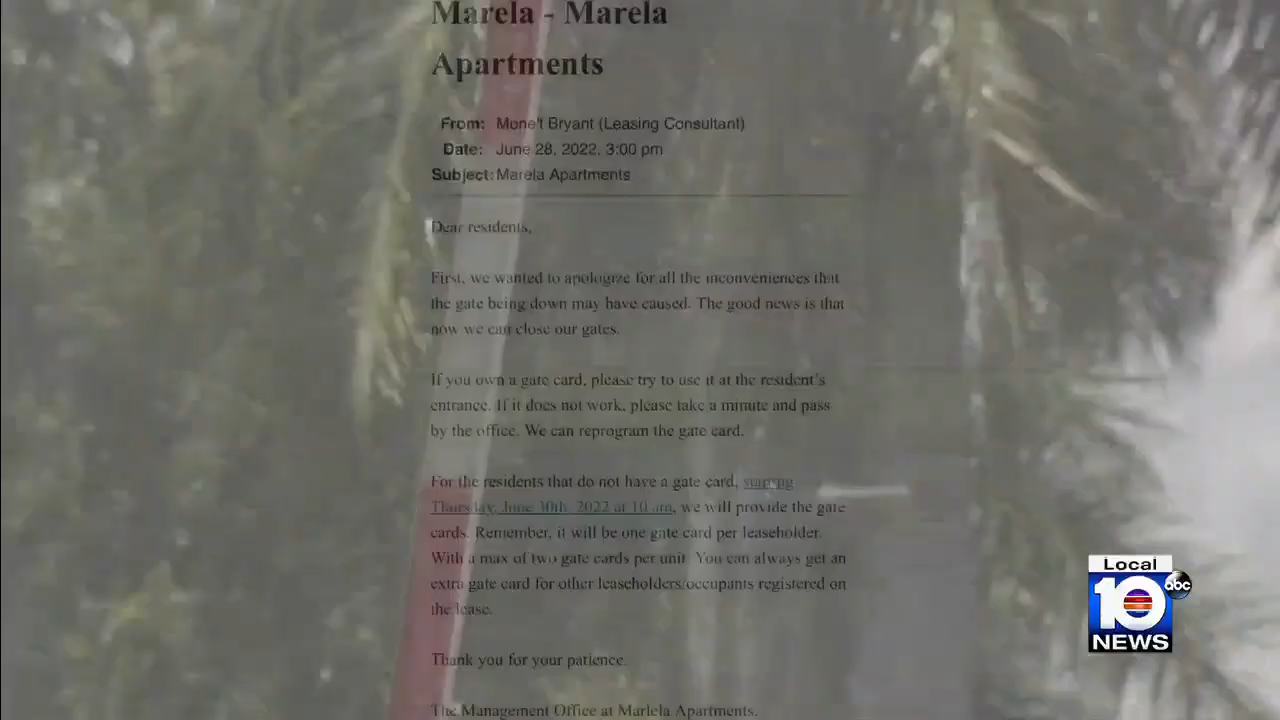 Marela - Marela
Apartments
From: Mone't Bryant (Leasing Consultant)
Date: June 28, 2022, 3:00 pm
Subject: Marela Apartments
Dear residents,
First, we wanted to apologize for all the inconveniences that
the gate being down may have caused. The good news is that
now we can close our gates.
If you own a gate card, please try to use it at the resident's
entrance. If it does not work, please take a minute and pass
by the office. We can reprogram the gate card.
For the residents that do not have a gate card, starting
Thursday, June 30th, 2022 at 10 am, we will provide the gate
cards. Remember, it will be one gate card per leaseholder.
With a max of two gate cards per unit. You can always get an
extra gate card for other leaseholders/occupants registered on
the lease.
Thank you for your patience.
The Management Office at Marlela Apartments.
Local
10 abc
NEWS